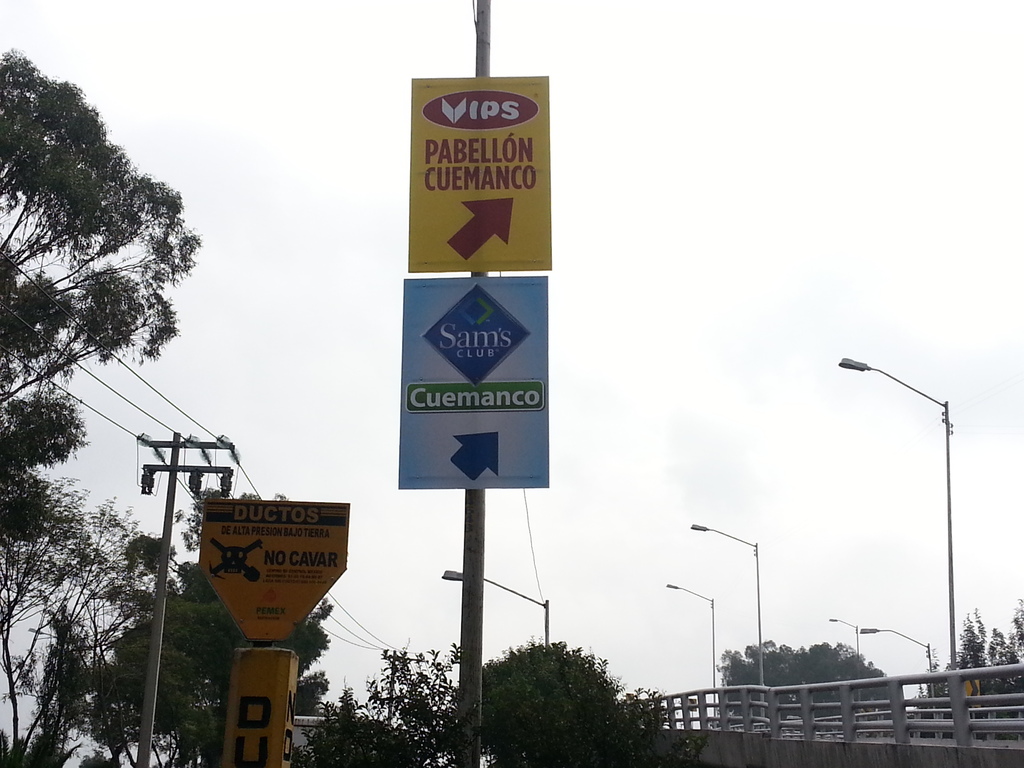 VIPS
PABELLÓN
CUEMANCO
Sam's
CLUB
Cuemanco
DUCTOS
DE ALTA PRESION BAJO TIERRA
NO CAVAR
PEMEX
D
U
N
O